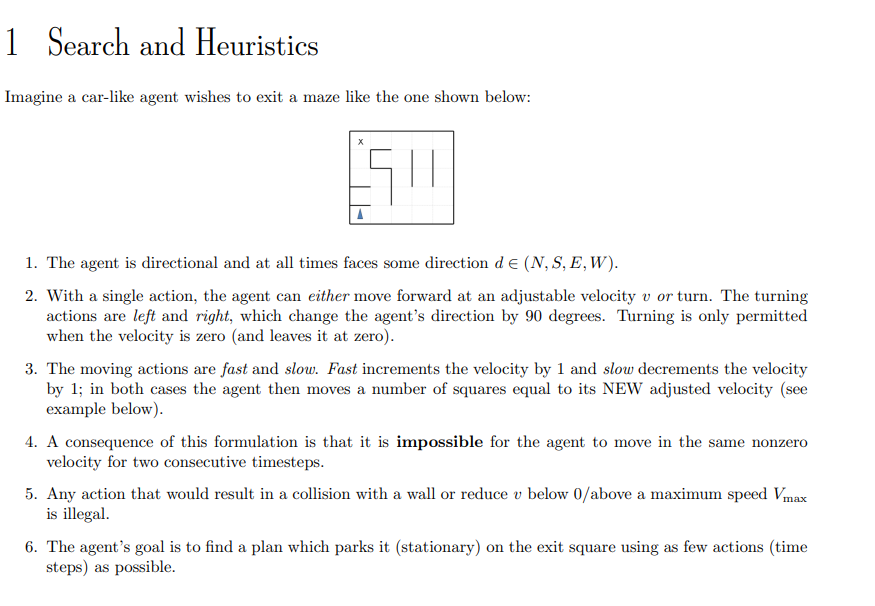 1 Search and Heuristics
Imagine a car-like agent wishes to exit a maze like the one shown below:
x
1. The agent is directional and at all times faces some direction d ∈ (N, S, E, W).
2. With a single action, the agent can either move forward at an adjustable velocity v or turn. The turning
actions are left and right, which change the agent's direction by 90 degrees. Turning is only permitted
when the velocity is zero (and leaves it at zero).
3. The moving actions are fast and slow. Fast increments the velocity by 1 and slow decrements the velocity
by 1; in both cases the agent then moves a number of squares equal to its NEW adjusted velocity (see
example below).
4. A consequence of this formulation is that it is impossible for the agent to move in the same nonzero
velocity for two consecutive timesteps.
5. Any action that would result in a collision with a wall or reduce v below 0/above a maximum speed Vmax
is illegal.
6. The agent's goal is to find a plan which parks it (stationary) on the exit square using as few actions (time
steps) as possible.